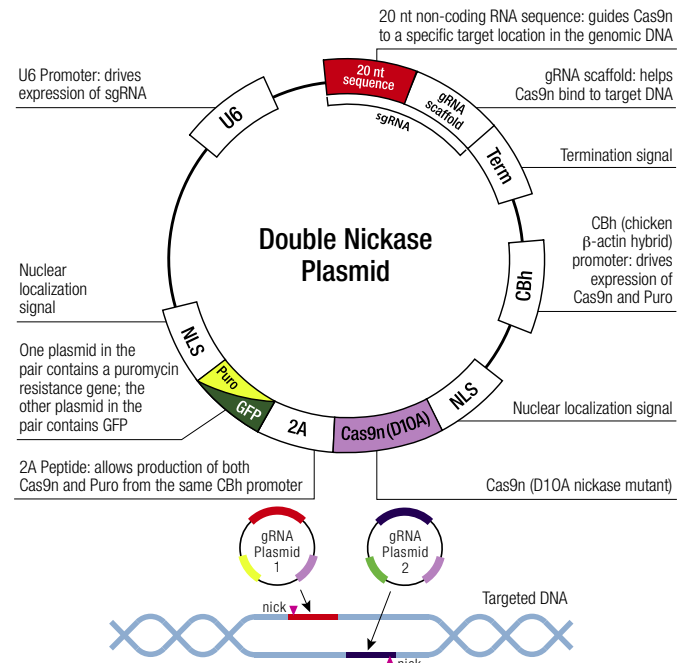 20 nt non-coding RNA sequence: guides Cas9n
to a specific target location in the genomic DNA
U6 Promoter: drives
expression of sgRNA
gRNA scaffold: helps
Cas9n bind to target DNA
20 nt
sequence
gRNA
scaffold
sgRNA
U6
Term
Termination signal
Double Nickase
Plasmid
CBh (chicken
β-actin hybrid)
promoter: drives
expression of
Cas9n and Puro
CBh
Nuclear
localization
signal
NLS
One plasmid in the
pair contains a puromycin
resistance gene; the
other plasmid in the
pair contains GFP
Puro
GFP
2A
Cas9n (D10A)
NLS
Nuclear localization signal
2A Peptide: allows production of both
Cas9n and Puro from the same CBh promoter
Cas9n (D10A nickase mutant)
gRNA
Plasmid
1
gRNA
Plasmid
2
nick
Targeted DNA
nick